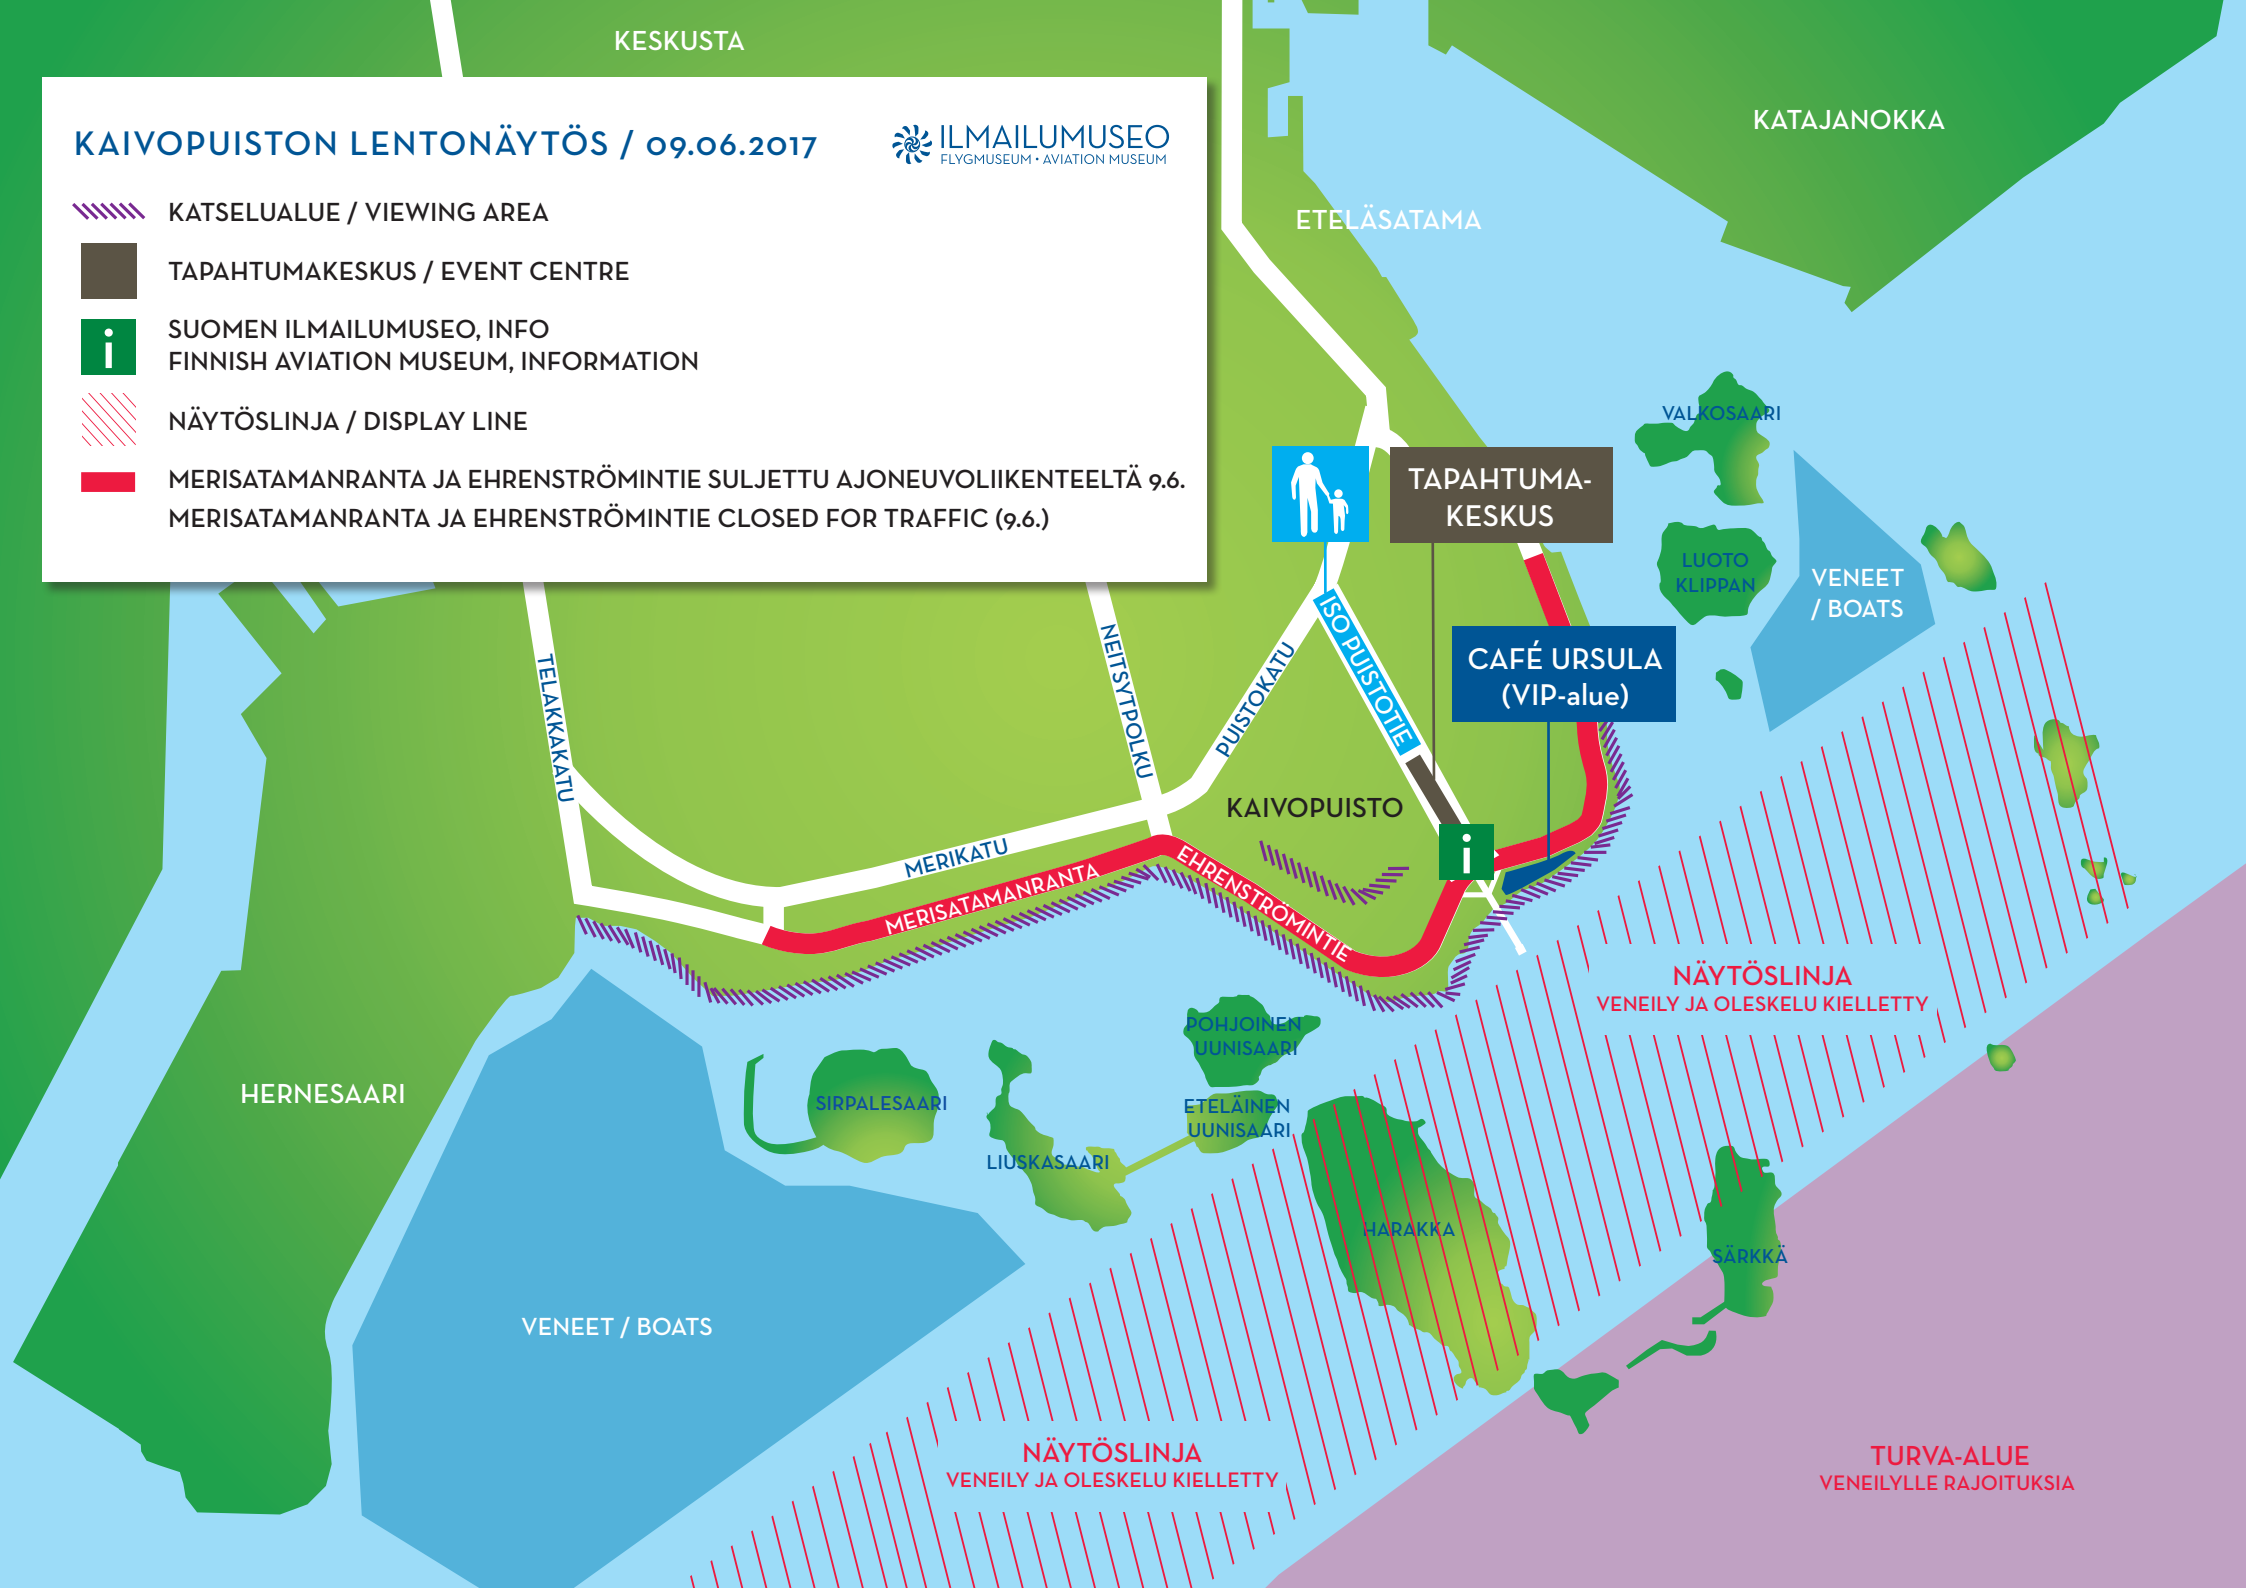 KESKUSTA
KATAJANOKKA
KAIVOPUISTON LENTONÄYTÖS / 09.06.2017
ILMAILUMUSEO
FLYGMUSEUM • AVIATION MUSEUM
KATSELUALUE / VIEWING AREA
TAPAHTUMAKESKUS / EVENT CENTRE
i
SUOMEN ILMAILUMUSEO, INFO
FINNISH AVIATION MUSEUM, INFORMATION
NÄYTÖSLINJA / DISPLAY LINE
MERISATAMANRANTA JA EHRENSTRÖMINTIE SULJETTU AJONEUVOLIIKENTEELTÄ 9.6.
MERISATAMANRANTA JA EHRENSTRÖMINTIE CLOSED FOR TRAFFIC (9.6.)
ETELÄSATAMA
VALKOSAARI
TAPAHTUMA-
KESKUS
LUOTO
KLIPPAN
VENEET
/ BOATS
ISO PUISTOTIE
CAFÉ URSULA
(VIP-alue)
TELAKKAKATU
NEITSYTPOLKU
PUISTOKATU
KAIVOPUISTO
MERIKATU
i
MERISATAMANRANTA
EHRENSTRÖMINTIE
NÄYTÖSLINJA
VENEILY JA OLESKELU KIELLETTY
POHJOINEN
UUNISAARI
HERNESAARI
SIRPALESAARI
ETELÄINEN
UUNISAARI
LIUSKASAARI
HARAKKA
SÄRKKÄ
VENEET / BOATS
NÄYTÖSLINJA
VENEILY JA OLESKELU KIELLETTY
TURVA-ALUE
VENEILYLLE RAJOITUKSIA